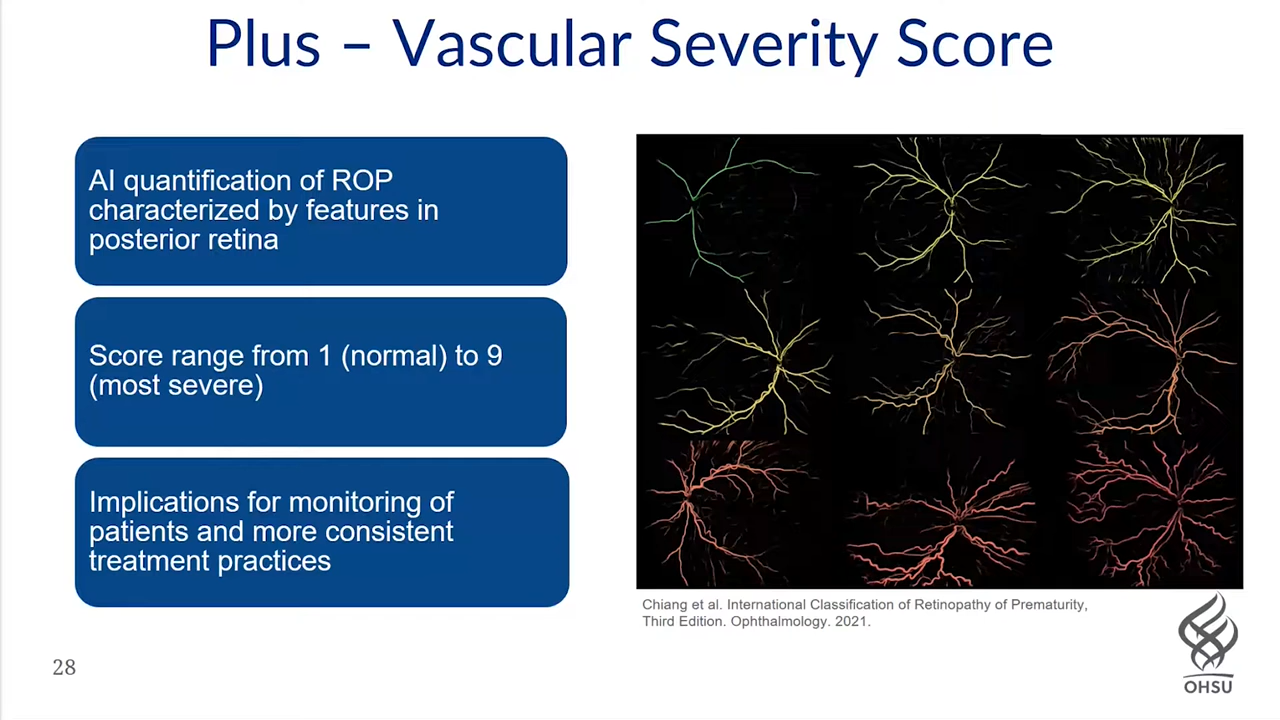 Plus – Vascular Severity Score
AI quantification of ROP
characterized by features in
posterior retina
Score range from 1 (normal) to 9
(most severe)
Implications for monitoring of
patients and more consistent
treatment practices
Chiang et al. International Classification of Retinopathy of Prematurity,
Third Edition. Ophthalmology. 2021.
28
OHSU